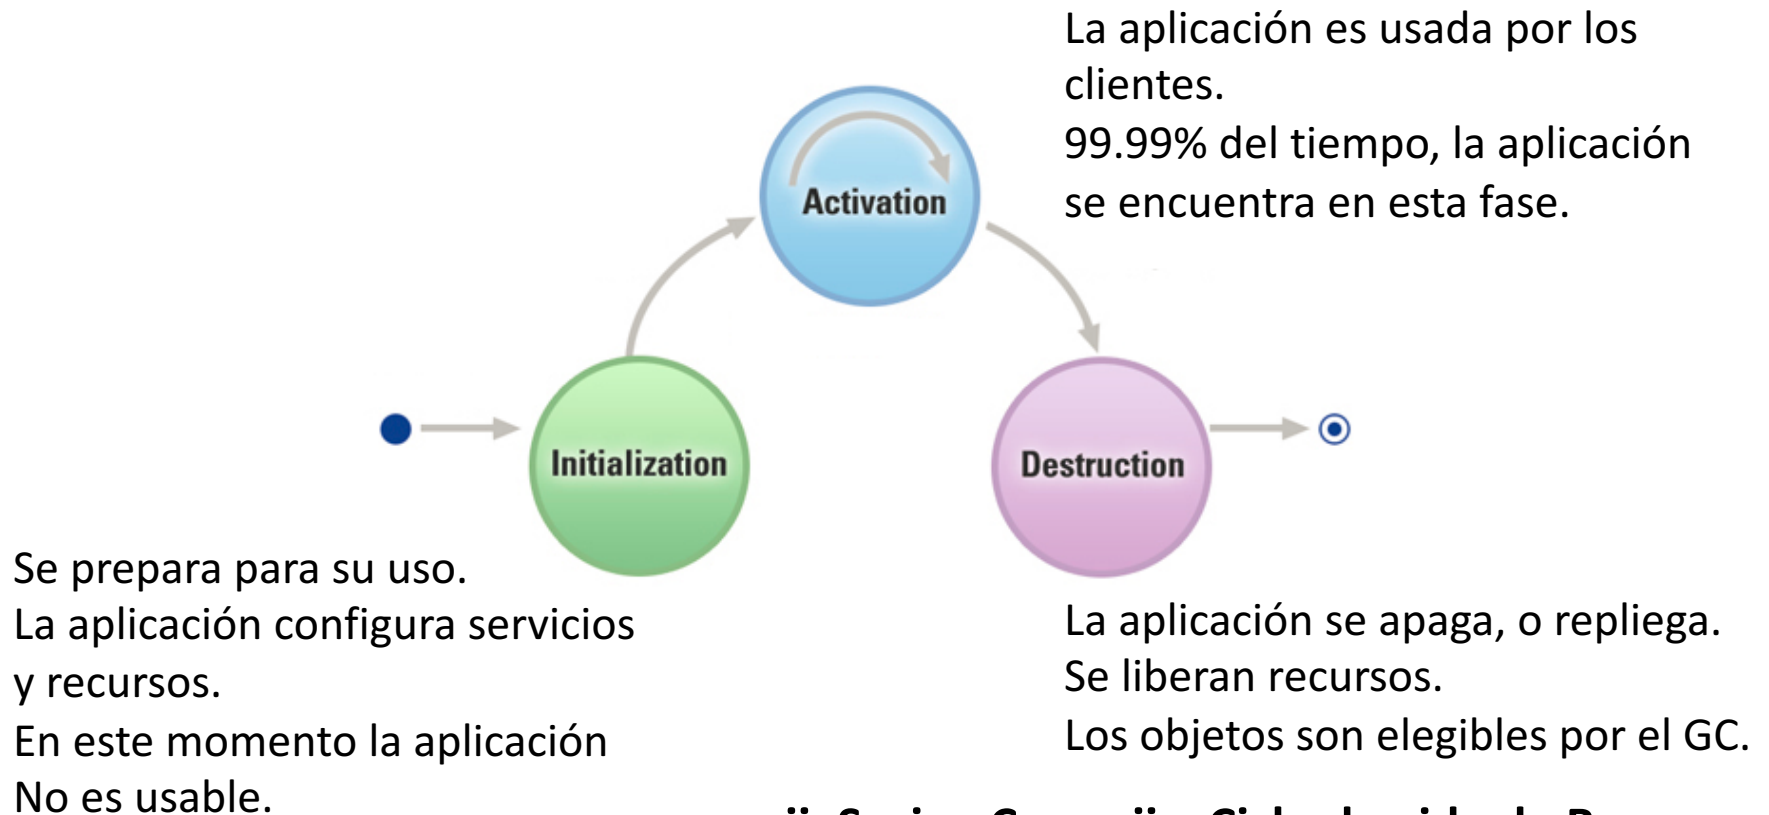 La aplicación es usada por los
clientes.
99.99% del tiempo, la aplicación
se encuentra en esta fase.
Activation
Initialization
Destruction
Se prepara para su uso.
La aplicación configura servicios
y recursos.
En este momento la aplicación
No es usable.
La aplicación se apaga, o repliega.
Se liberan recursos.
Los objetos son elegibles por el GC.